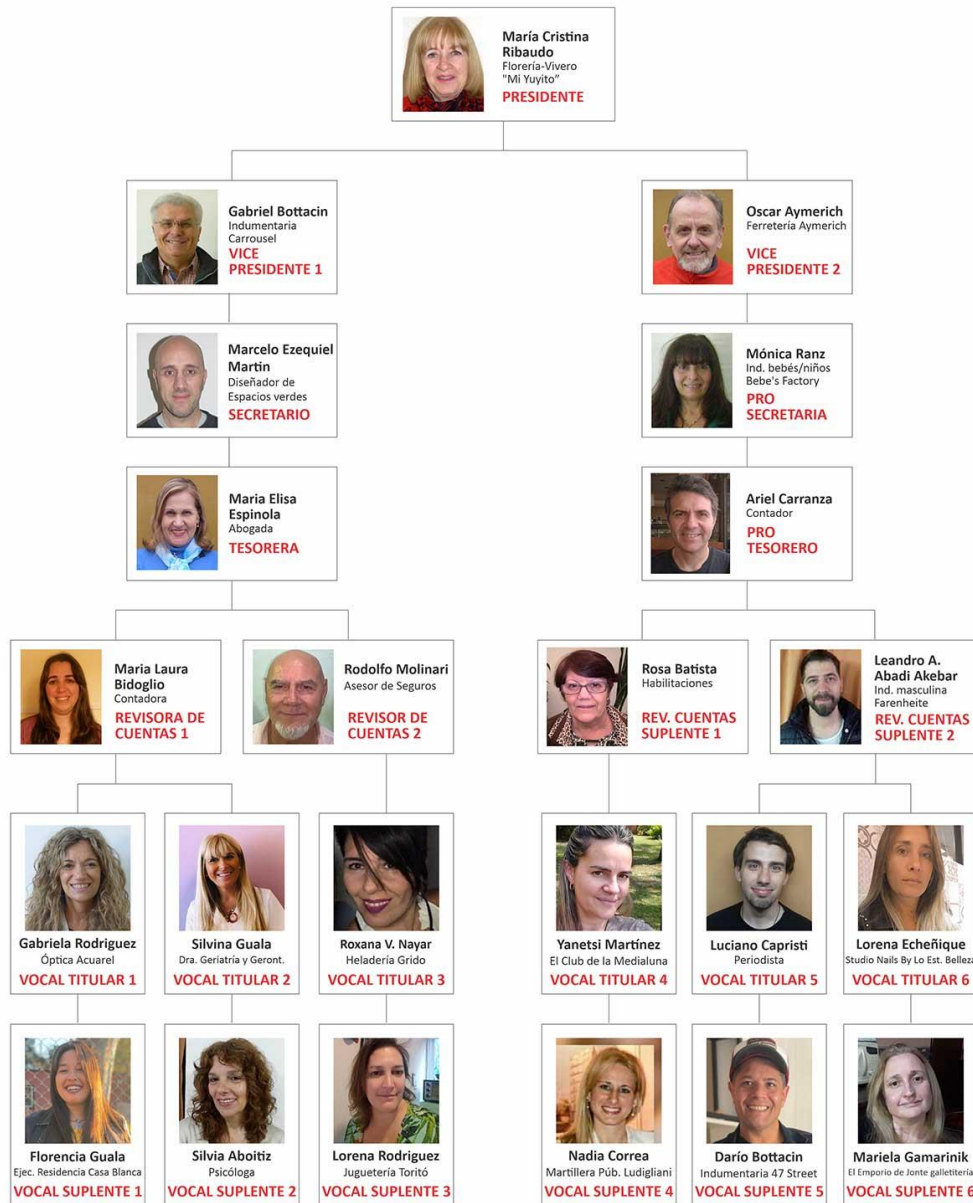 María Cristina
Ribaudo
Florería-Vivero
"Mi Yuyito”
PRESIDENTE
Gabriel Bottacin
Indumentaria
Carrousel
VICE
PRESIDENTE 1
Oscar Aymerich
Ferretería Aymerich
VICE
PRESIDENTE 2
Marcelo Ezequiel
Martin
Diseñador de
Espacios verdes
SECRETARIO
Mónica Ranz
Ind. bebés/niños
Bebe's Factory
PRO
SECRETARIA
Maria Elisa
Espinola
Abogada
TESORERA
Ariel Carranza
Contador
PRO
TESORERO
Maria Laura
Bidoglio
Contadora
REVISORA DE
CUENTAS 1
Rodolfo Molinari
Asesor de Seguros
REVISOR DE
CUENTAS 2
Rosa Batista
Habilitaciones
REV. CUENTAS
SUPLENTE 1
Leandro A.
Abadi Akebar
Ind. masculina
Farenheite
REV. CUENTAS
SUPLENTE 2
Gabriela Rodriguez
Óptica Acuarel
VOCAL TITULAR 1
Silvina Guala
Dra. Geriatría y Geront.
VOCAL TITULAR 2
Roxana V. Nayar
Heladería Grido
VOCAL TITULAR 3
Yanetsi Martínez
El Club de la Medialuna
VOCAL TITULAR 4
Luciano Capristi
Periodista
VOCAL TITULAR 5
Lorena Echeñique
Studio Nails By Lo Est. Belleza
VOCAL TITULAR 6
Florencia Guala
Ejec. Residencia Casa Blanca
VOCAL SUPLENTE 1
Silvia Aboitiz
Psicóloga
VOCAL SUPLENTE 2
Lorena Rodriguez
Juguetería Toritó
VOCAL SUPLENTE 3
Nadia Correa
Martillera Púb. Ludigliani
VOCAL SUPLENTE 4
Darío Bottacin
Indumentaria 47 Street
VOCAL SUPLENTE 5
Mariela Gamarinik
El Emporio de Jonte galletitería
VOCAL SUPLENTE 6